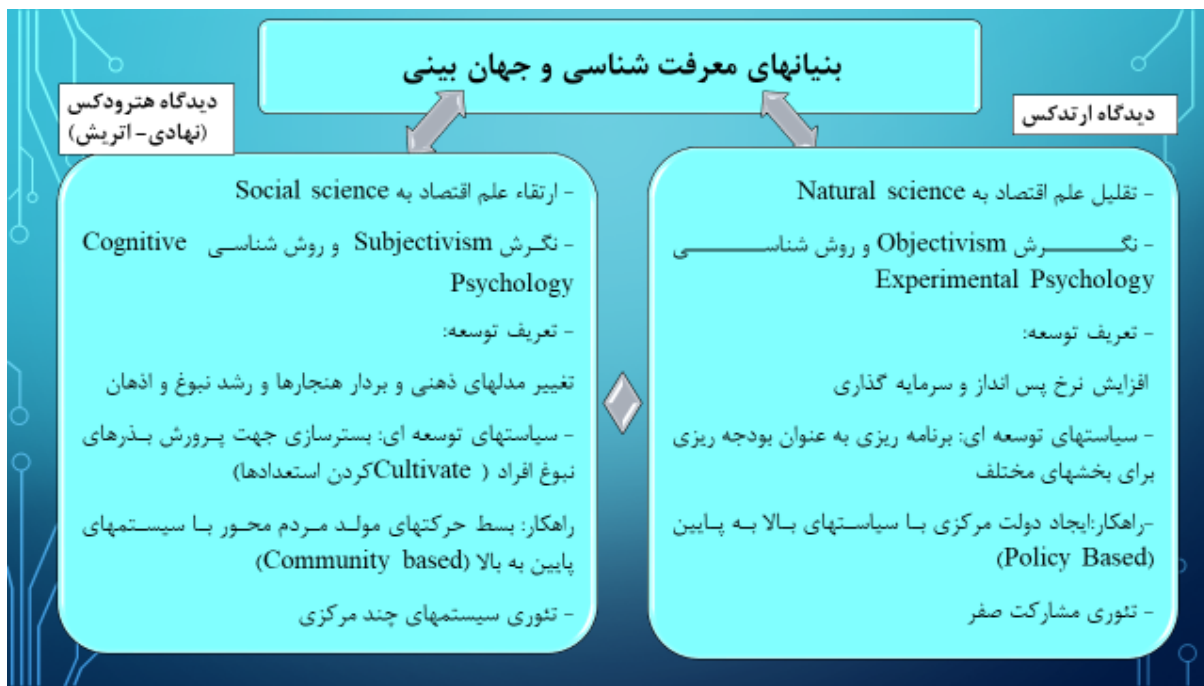 بنیانهای معرفت شناسی و جهان بینی
دیدگاه ارتدکس
- تقلیل علم اقتصاد به Natural science
- نگرش Objectivism و روش شناسی
Experimental Psychology
- تعریف توسعه:
افزایش نرخ پس انداز و سرمایه گذاری
- سیاستهای توسعه ای: برنامه ریزی به عنوان بودجه ریزی
برای بخشهای مختلف
-راهکار:ایجاد دولت مرکزی با سیاستهای بالا به پایین
(Policy Based)
- تئوری مشارکت صفر
دیدگاه هترودکس
(نهادی- اتریش)
- ارتقاء علم اقتصاد به Social science
- نگرش Subjectivism و روش شناسی Cognitive
Psychology
- تعریف توسعه:
تغییر مدلهای ذهنی و بردار هنجارها و رشد نبوغ و اذهان
- سیاستهای توسعه ای: بسترسازی جهت پرورش بذرهای
نبوغ افراد ( Cultivateکردن استعدادها)
راهکار: بسط حرکتهای مولد مردم محور با سیستمهای
پایین به بالا (Community based)
- تئوری سیستمهای چند مرکزی